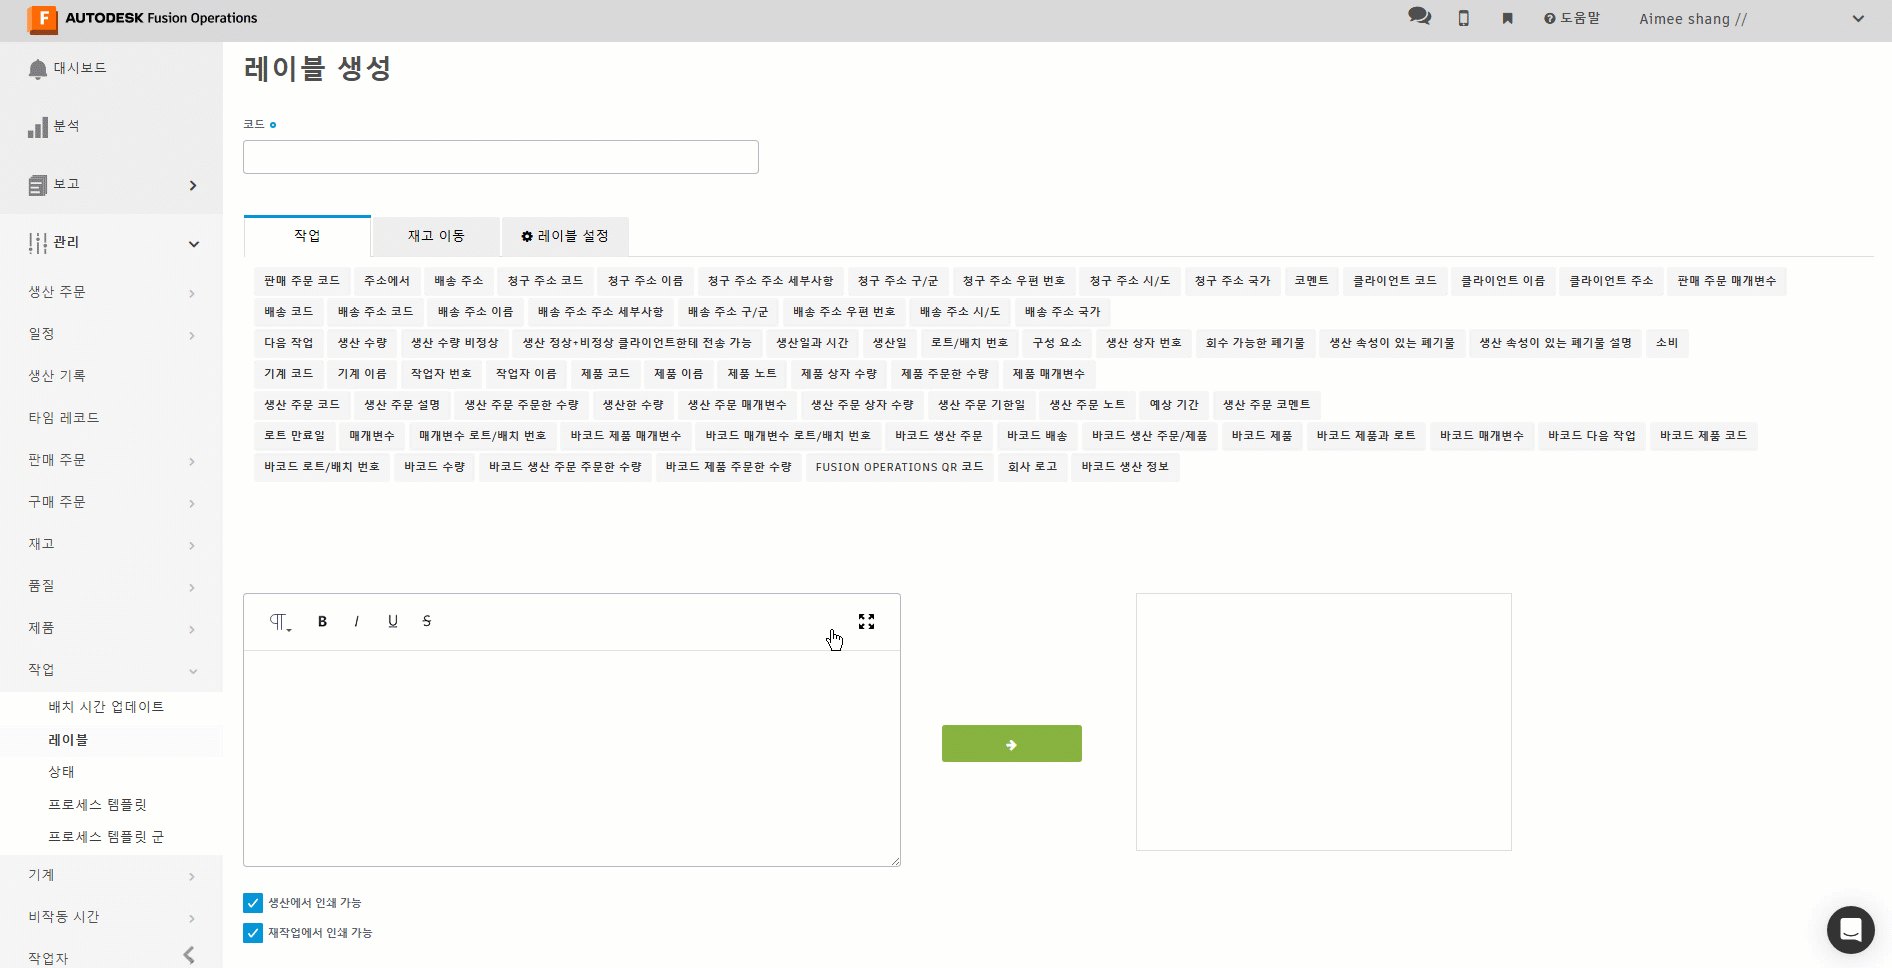 AUTODESK Fusion Operations
도움말
Aimee shang //
대시보드
분석
보고
관리
생산 주문
일정
생산 기록
타임 레코드
판매 주문
구매 주문
재고
품질
제품
작업
배치 시간 업데이트
레이블
상태
프로세스 템플릿
프로세스 템플릿 군
기계
비작동 시간
작업자
레이블 생성
코드
작업 재고 이동 레이블 설정
판매 주문 코드 주소에서 배송 주소 청구 주소 코드 청구 주소 이름 청구 주소 주소 세부사항 청구 주소 구/군 청구 주소 우편 번호 청구 주소 시/도 청구 주소 국가 코멘트 클라이언트 코드 클라이언트 이름 클라이언트 주소 판매 주문 매개변수
배송 코드 배송 주소 코드 배송 주소 이름 배송 주소 주소 세부사항 배송 주소 구/군 배송 주소 우편 번호 배송 주소 시/도 배송 주소 국가
다음 작업 생산 수량 생산 수량 비정상 생산 정상+비정상 클라이언트한테 전송 가능 생산일과 시간 생산일 로트/배치 번호 구성 요소 생산 상자 번호 회수 가능한 폐기물 생산 속성이 있는 폐기물 생산 속성이 있는 폐기물 설명 소비
기계 코드 기계 이름 작업자 번호 작업자 이름 제품 코드 제품 이름 제품 노트 제품 상자 수량 제품 주문한 수량 제품 매개변수
생산 주문 코드 생산 주문 설명 생산 주문 주문한 수량 생산한 수량 생산 주문 매개변수 생산 주문 상자 수량 생산 주문 기한일 생산 주문 노트 예상 기간 생산 주문 코멘트
로트 만료일 매개변수 매개변수 로트/배치 번호 바코드 제품 매개변수 바코드 매개변수 로트/배치 번호 바코드 생산 주문 바코드 배송 바코드 생산 주문/제품 바코드 제품 바코드 제품과 로트 바코드 매개변수 바코드 다음 작업 바코드 제품 코드
바코드 로트/배치 번호 바코드 수량 바코드 생산 주문 주문한 수량 바코드 제품 주문한 수량 FUSION OPERATIONS QR 코드 회사 로고 바코드 생산 정보
B I U S
생산에서 인쇄 가능
재작업에서 인쇄 가능